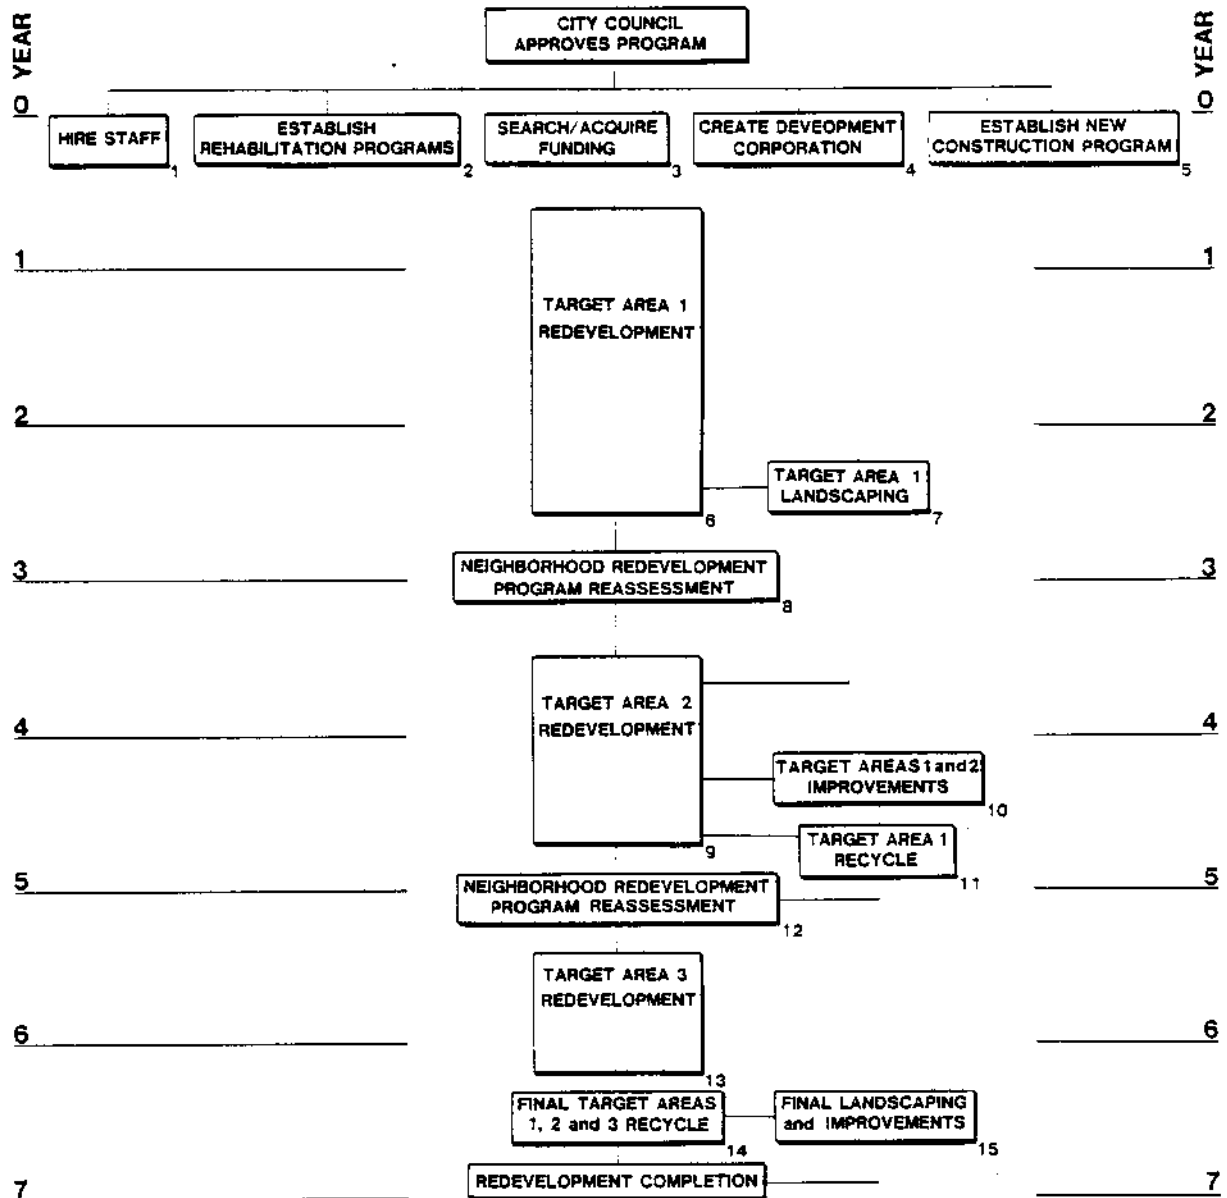 YEAR
YEAR
CITY COUNCIL
APPROVES PROGRAM
0
0
HIRE STAFF
1
ESTABLISH
REHABILITATION PROGRAMS
2
SEARCH/ACQUIRE
FUNDING
3
CREATE DEVEOPMENT
CORPORATION
4
ESTABLISH NEW
CONSTRUCTION PROGRAM
5
1
1
TARGET AREA 1
REDEVELOPMENT
6
2
2
TARGET AREA 1
LANDSCAPING
7
3
3
NEIGHBORHOOD REDEVELOPMENT
PROGRAM REASSESSMENT
8
TARGET AREA 2
REDEVELOPMENT
9
4
4
TARGET AREAS 1 and 2
IMPROVEMENTS
10
TARGET AREA 1
RECYCLE
11
5
5
NEIGHBORHOOD REDEVELOPMENT
PROGRAM REASSESSMENT
12
TARGET AREA 3
REDEVELOPMENT
13
6
6
FINAL TARGET AREAS
1, 2 and 3 RECYCLE
14
FINAL LANDSCAPING
and IMPROVEMENTS
15
REDEVELOPMENT COMPLETION
7
7